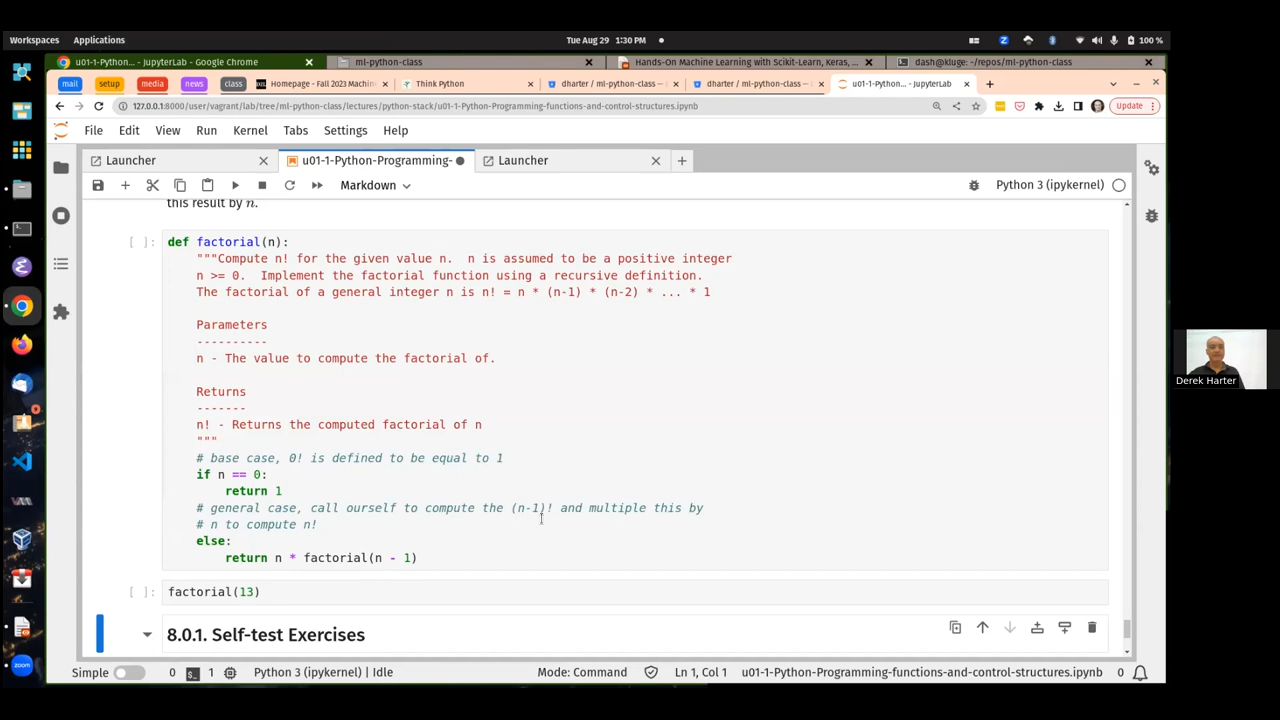 Workspaces Applications Tue Aug 29 1:30 PM 100 %
u01-1-Python... - JupyterLab - Google Chrome ml-python-class Hands-On Machine Learning with Scikit-Learn, Keras, ... dash@kluge: ~/repos/ml-python-class
mail setup media news class Homepage - Fall 2023 Machin Think Python dharter / ml-python-class — dharter / ml-python-class — u01-1-Python... - JupyterLab
127.0.0.1:8000/user/vagrant/lab/tree/ml-python-class/lectures/python-stack/u01-1-Python-Programming-functions-and-control-structures.ipynb Update
File Edit View Run Kernel Tabs Settings Help
Launcher u01-1-Python-Programming- Launcher
Markdown Python 3 (ipykernel)
this result by n.
[ ]: def factorial(n):
"""Compute n! for the given value n. n is assumed to be a positive integer
n >= 0. Implement the factorial function using a recursive definition.
The factorial of a general integer n is n! = n * (n-1) * (n-2) * ... * 1
Parameters
----------
n - The value to compute the factorial of.
Returns
-------
n! - Returns the computed factorial of n
"""
# base case, 0! is defined to be equal to 1
if n == 0:
return 1
# general case, call ourself to compute the (n-1)! and multiple this by
# n to compute n!
else:
return n * factorial(n - 1)
[ ]: factorial(13)
8.0.1. Self-test Exercises
Simple 0 1 Python 3 (ipykernel) | Idle Mode: Command Ln 1, Col 1 u01-1-Python-Programming-functions-and-control-structures.ipynb 0
Derek Harter
zoom